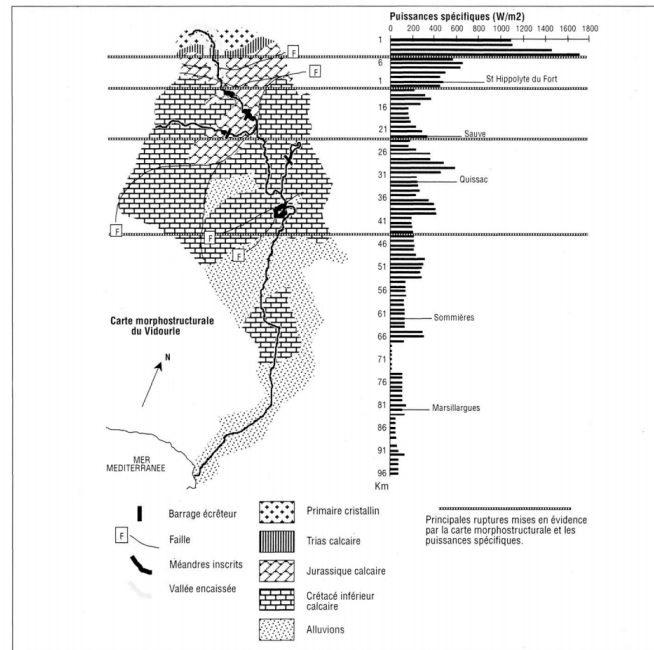 Puissances spécifiques (W/m2)
0 200 400 600 800 1000 1200 1400 1600 1800
1
6
1
16
21
26
31
36
41
46
51
56
61
66
71
76
81
86
91
96
Km
St Hippolyte du Fort
Sauve
Quissac
Sommières
Marsillargues
F
F
F
F
F
Carte morphostructurale
du Vidourle
N
MER
MEDITERRANÉE
Barrage écrêteur
F
Faille
Méandres inscrits
Vallée encaissée
Primaire cristallin
Trias calcaire
Jurassique calcaire
Crétacé inférieur
calcaire
Alluvions
Principales ruptures mises en évidence
par la carte morphostructurale et les
puissances spécifiques.